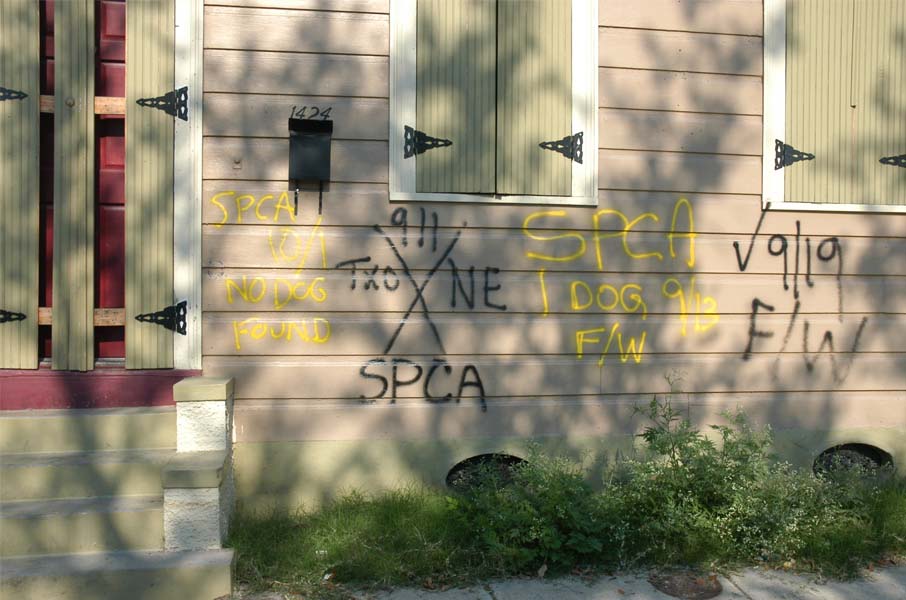 1424
SPCA
10/1
NO DOG
FOUND
9/11
TXO NE
SPCA
SPCA
1 DOG 9/13
F/W
√ 9/19
F/W